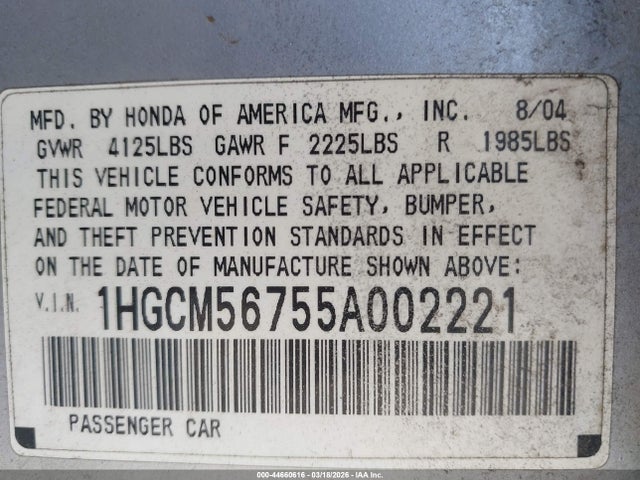 MFD. BY HONDA OF AMERICA MFG., INC. 8/04
GVWR 4125LBS GAWR F 2225LBS R 1985LBS
THIS VEHICLE CONFORMS TO ALL APPLICABLE
FEDERAL MOTOR VEHICLE SAFETY, BUMPER,
AND THEFT PREVENTION STANDARDS IN EFFECT
ON THE DATE OF MANUFACTURE SHOWN ABOVE:
V.I.N. 1HGCM56755A002221
PASSENGER CAR
000-44660616 - 03/18/2026 - IAA Inc.